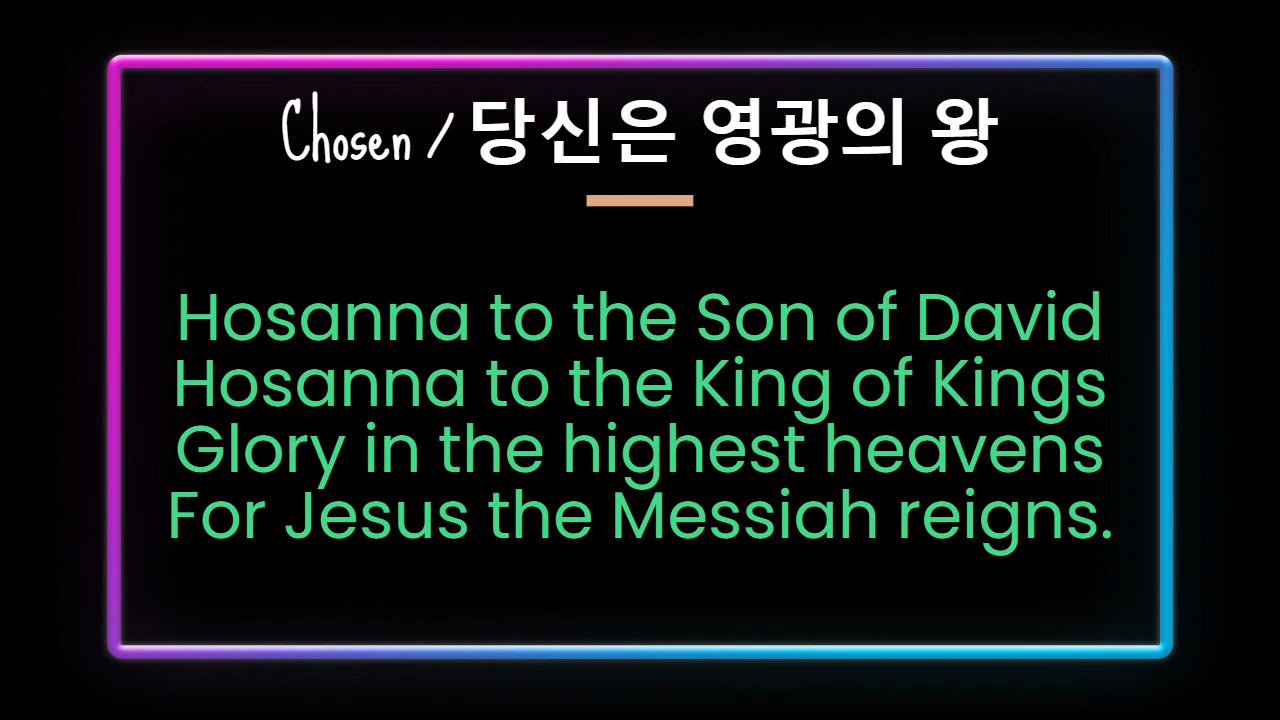 Chosen / 당신은 영광의 왕
Hosanna to the Son of David
Hosanna to the King of Kings
Glory in the highest heavens
For Jesus the Messiah reigns.